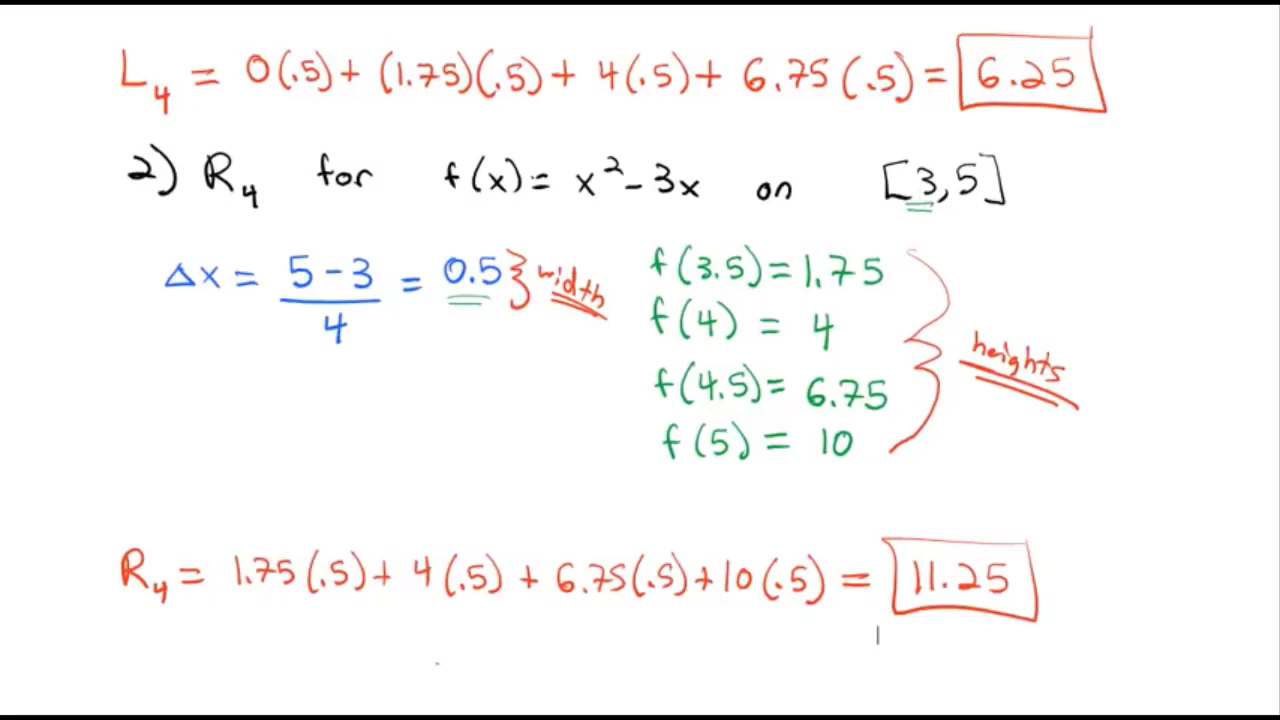 L₄ = 0(.5) + (1.75)(.5) + 4(.5) + 6.75(.5) = 6.25
2) R₄ for f(x) = x² - 3x on [3,5]
Δx = 5-3/4 = 0.5 } width
f(3.5) = 1.75
f(4) = 4
f(4.5) = 6.75
f(5) = 10
heights
R₄ = 1.75(.5) + 4(.5) + 6.75(.5) + 10(.5) = 11.25